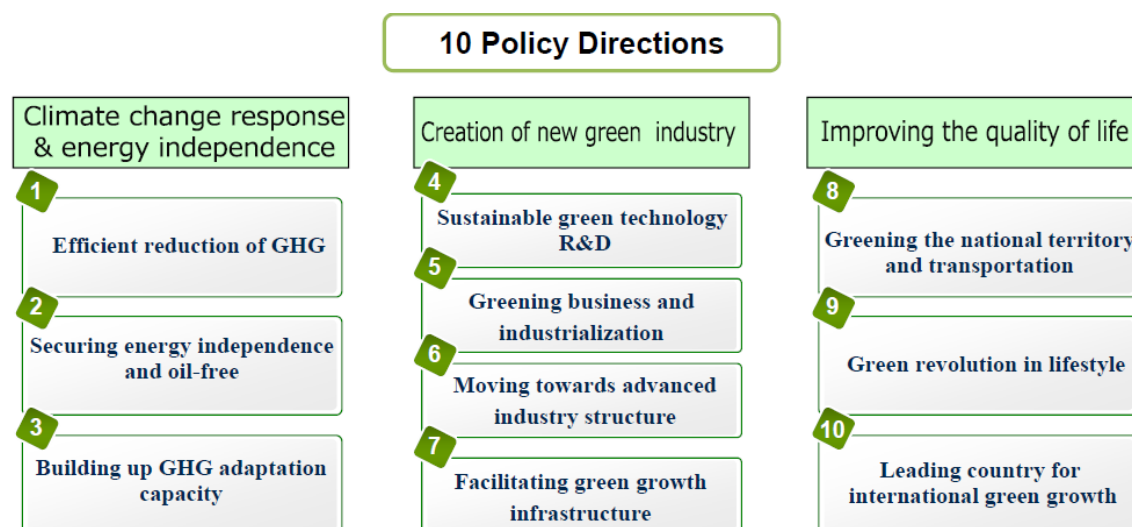 10 Policy Directions
Climate change response
& energy independence
1
Efficient reduction of GHG
2
Securing energy independence
and oil-free
3
Building up GHG adaptation
capacity
Creation of new green industry
4
Sustainable green technology
R&D
5
Greening business and
industrialization
6
Moving towards advanced
industry structure
7
Facilitating green growth
infrastructure
Improving the quality of life
8
Greening the national territory
and transportation
9
Green revolution in lifestyle
10
Leading country for
international green growth